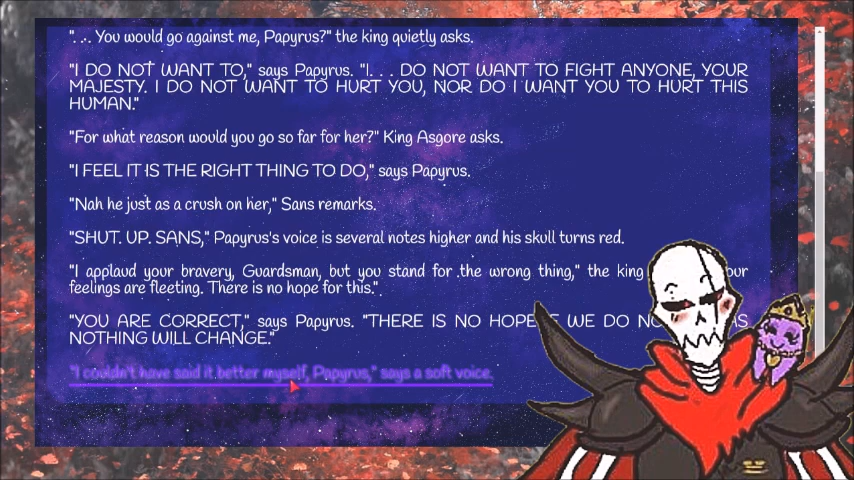 ". . . You would go against me, Papyrus?" the king quietly asks.
"I DO NOT WANT TO," says Papyrus. "I. . . DO NOT WANT TO FIGHT ANYONE, YOUR
MAJESTY. I DO NOT WANT TO HURT YOU, NOR DO I WANT YOU TO HURT THIS
HUMAN."
"For what reason would you go so far for her?" King Asgore asks.
"I FEEL IT IS THE RIGHT THING TO DO," says Papyrus.
"Nah he just as a crush on her," Sans remarks.
"SHUT. UP. SANS," Papyrus's voice is several notes higher and his skull turns red.
"I applaud your bravery, Guardsman, but you stand for the wrong thing," the king
feelings are fleeting. There is no hope for this."
"YOU ARE CORRECT," says Papyrus. "THERE IS NO HOPE WE DO
NOTHING WILL CHANGE."
"I couldn't have said it better myself, Papyrus," says a soft voice.